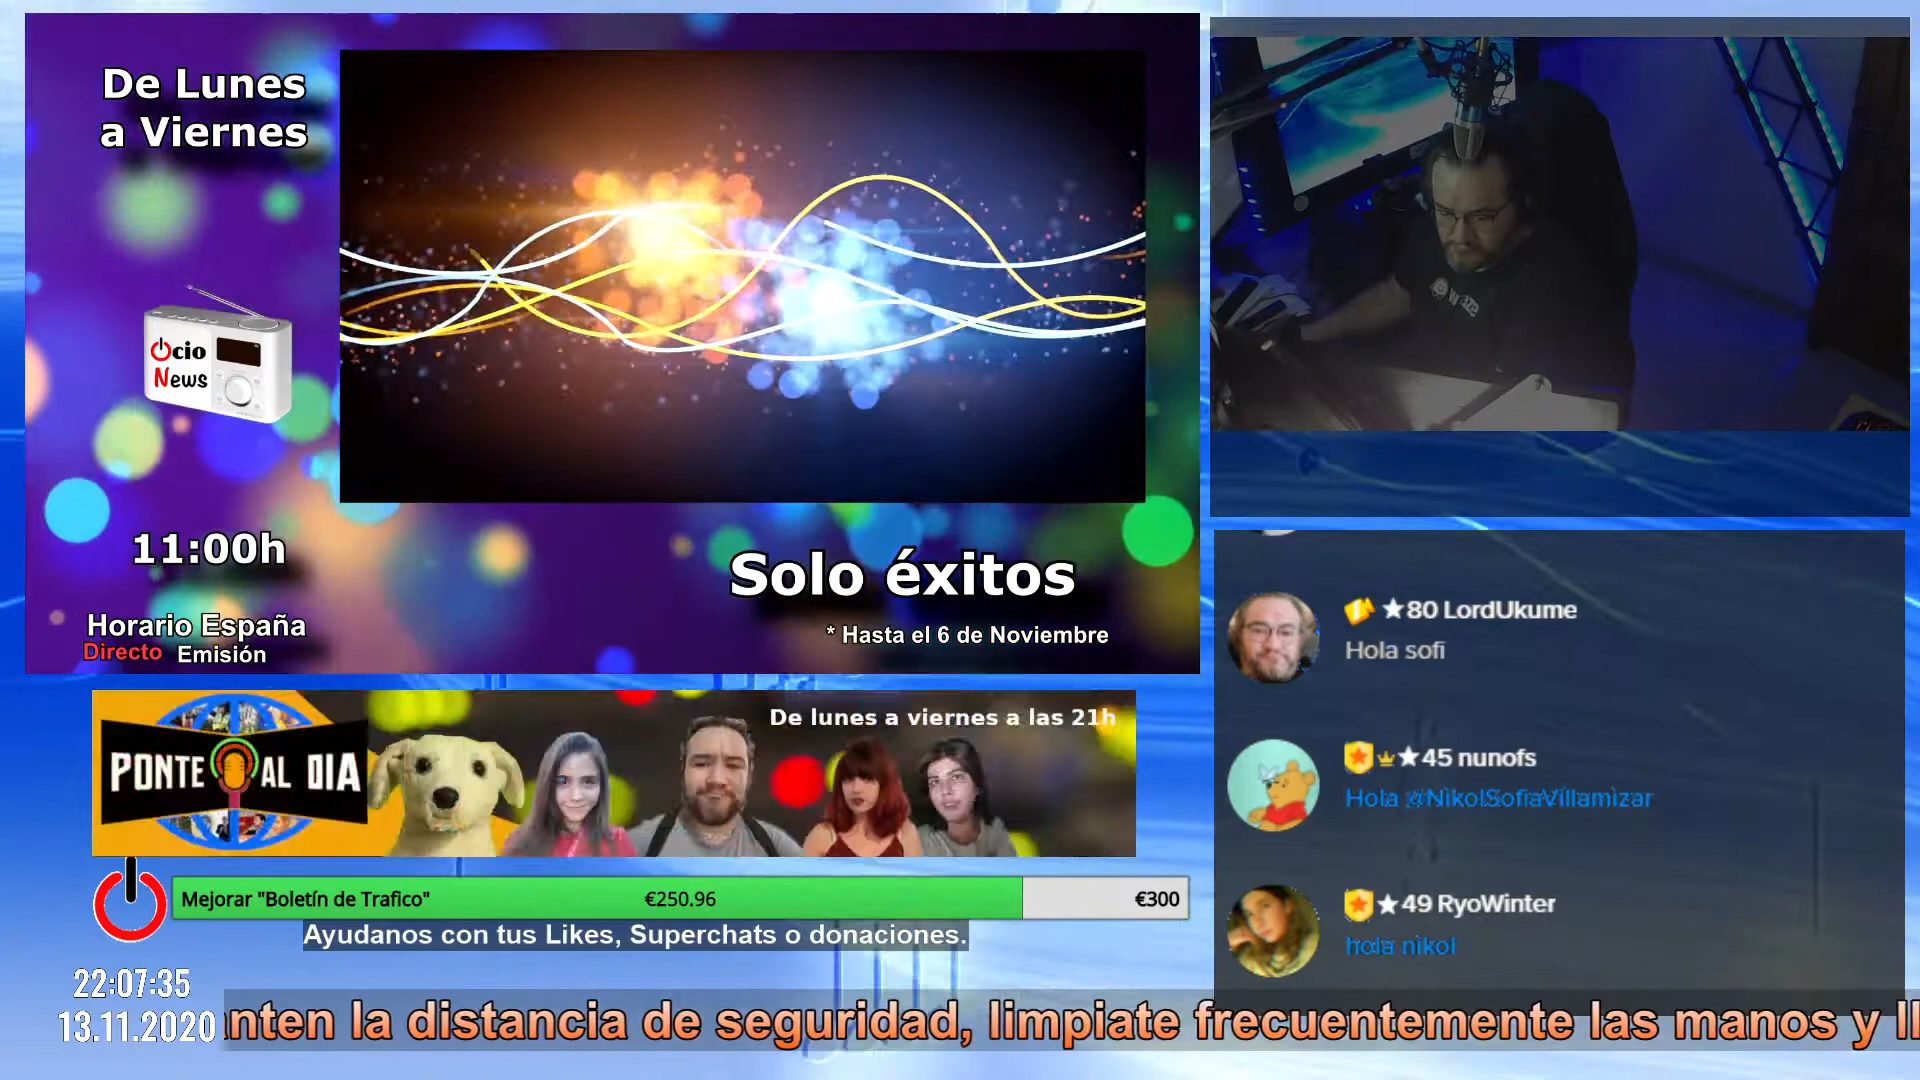 De Lunes
a Viernes
Ocio
News
11:00h
Solo éxitos
Horario España
Directo Emisión
* Hasta el 6 de Noviembre
★80 LordUkume
Hola sofi
★45 nunofs
Hola @NikolSofiaVillamizar
★49 RyoWinter
hola nikol
De lunes a viernes a las 21h
PONTE AL DIA
Mejorar "Boletín de Trafico" €250.96 €300
Ayudanos con tus Likes, Superchats o donaciones.
22:07:35
13.11.2020
nten la distancia de seguridad, limpiate frecuentemente las manos y ll